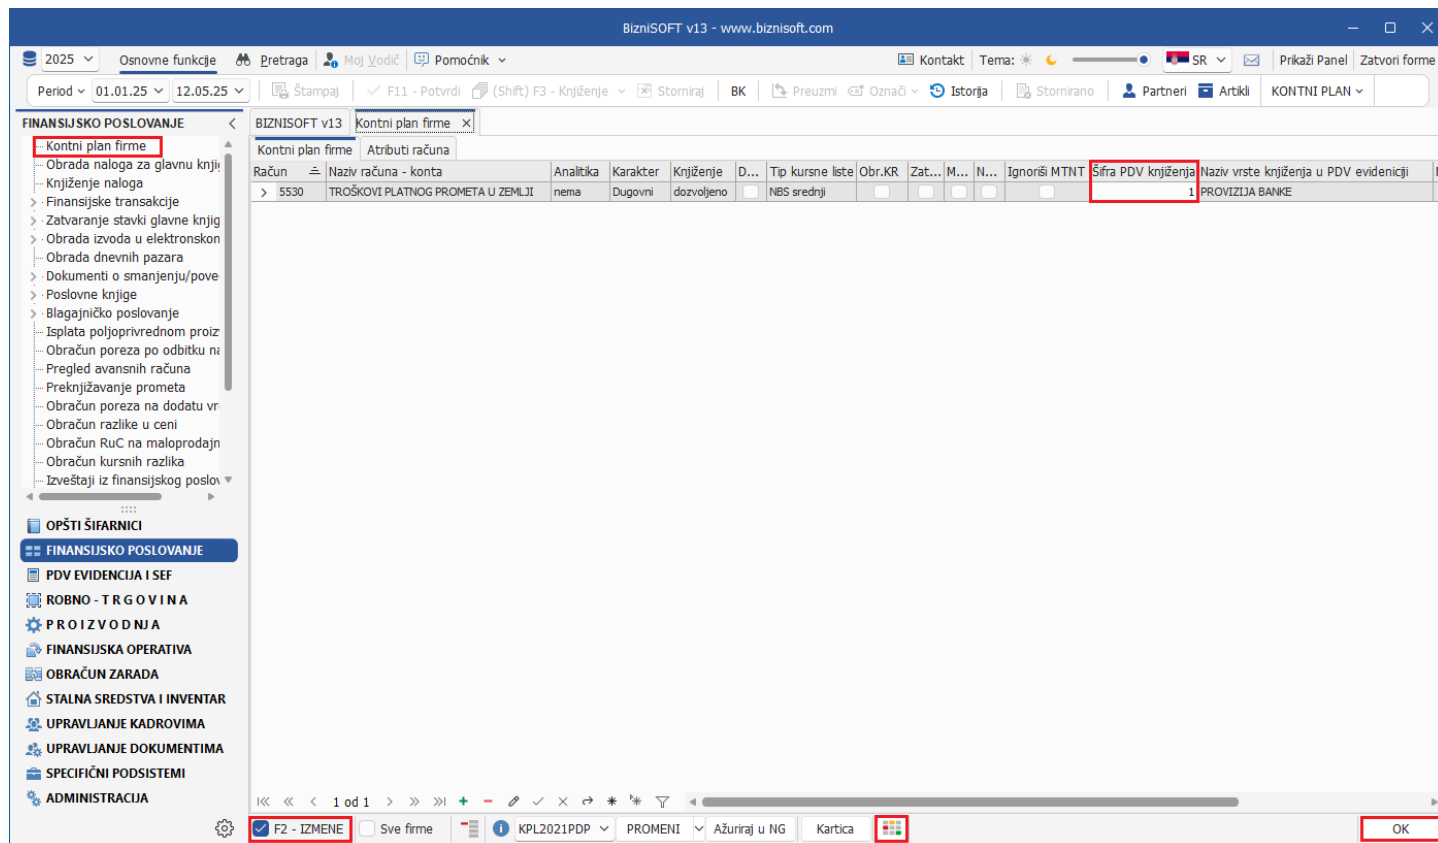 BizniSOFT v13 - www.biznisoft.com
2025 Osnovne funkcije Pretraga Moj Vodič Pomoćnik Kontakt Tema: SR Prikaži Panel Zatvori forme
Period 01.01.25 12.05.25 Štampaj F11 - Potvrdi (Shift) F3 - Knjiženje Storniraj BK Preuzmi Označi Istorija Stornirano Partneri Artikli KONTNI PLAN
FINANSIJSKO POSLOVANJE
BIZNISOFT v13 Kontni plan firme
Kontni plan firme Atributi računa
Račun Naziv računa - konta Analitika Karakter Knjiženje D... Tip kursne liste Obr.KR Zat... M... N... Ignoriši MTNT Šifra PDV knjiženja Naziv vrste knjiženja u PDV evidenciji
5530 TROŠKOVI PLATNOG PROMETA U ZEMLJI nema Dugovni dozvoljeno NBS srednji 1 PROVIZIJA BANKE
Kontni plan firme
Obrada naloga za glavnu knji
Knjiženje naloga
Finansijske transakcije
Zatvaranje stavki glavne knjig
Obrada izvoda u elektronskon
Obrada dnevnih pazara
Dokumenti o smanjenju/pove
Poslovne knjige
Blagajničko poslovanje
Isplata poljoprivrednom proiz
Obračun poreza po odbitku na
Pregled avansnih računa
Preknjižavanje prometa
Obračun poreza na dodatu vr
Obračun razlike u ceni
Obračun RuC na maloprodajn
Obračun kursnih razlika
Izveštaji iz finansijskog poslov
OPŠTI ŠIFARNICI
FINANSIJSKO POSLOVANJE
PDV EVIDENCIJA I SEF
ROBNO - T R G O V I N A
P R O I Z V O D NJ A
FINANSIJSKA OPERATIVA
OBRAČUN ZARADA
STALNA SREDSTVA I INVENTAR
UPRAVLJANJE KADROVIMA
UPRAVLJANJE DOKUMENTIMA
SPECIFIČNI PODSISTEMI
ADMINISTRACIJA
1 od 1
F2 - IZMENE Sve firme KPL2021PDP PROMENI Ažuriraj u NG Kartica OK